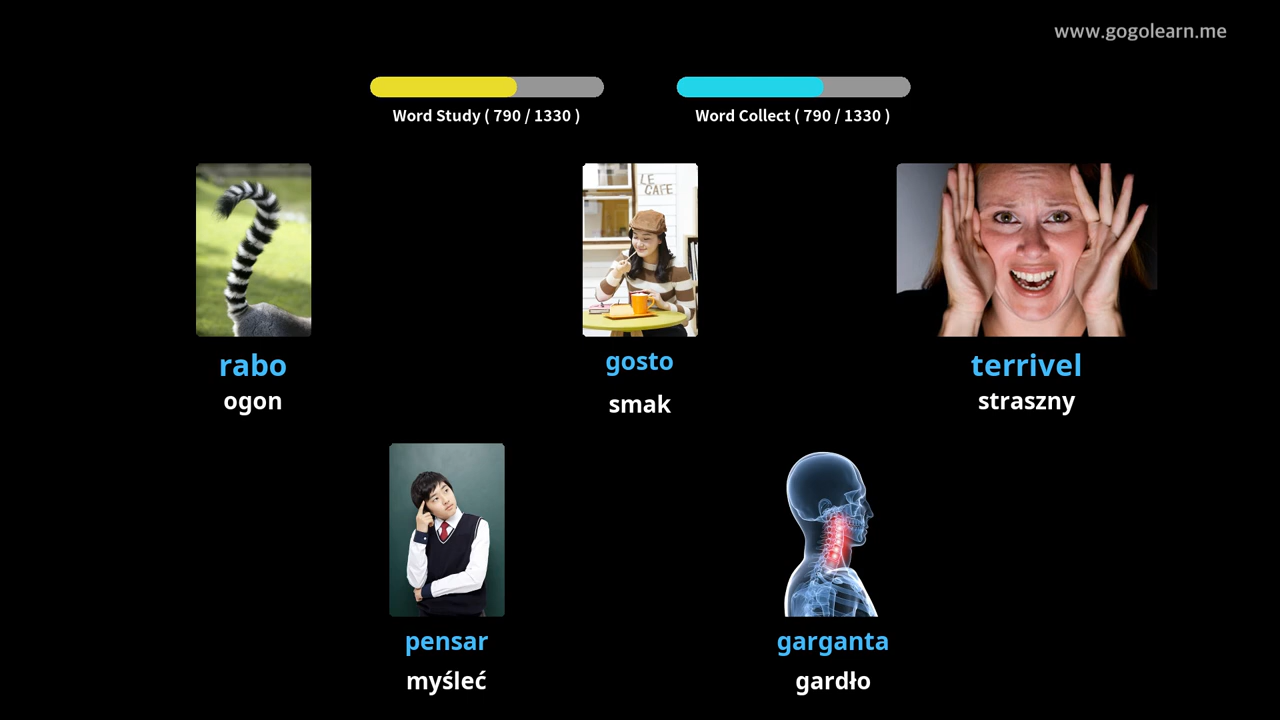 www.gogolearn.me
Word Study ( 790 / 1330 )
Word Collect ( 790 / 1330 )
LE
CAFE
rabo
ogon
gosto
smak
terrivel
straszny
pensar
myśleć
garganta
gardło